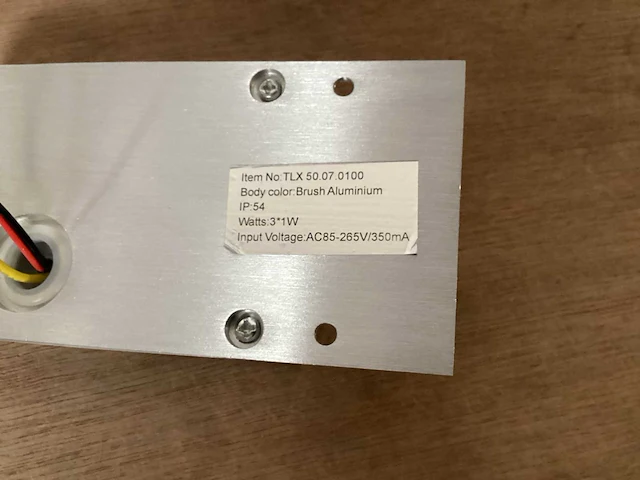 Item No:TLX 50.07.0100
Body color:Brush Aluminium
IP:54
Watts:3*1W
Input Voltage:AC85-265V/350mA